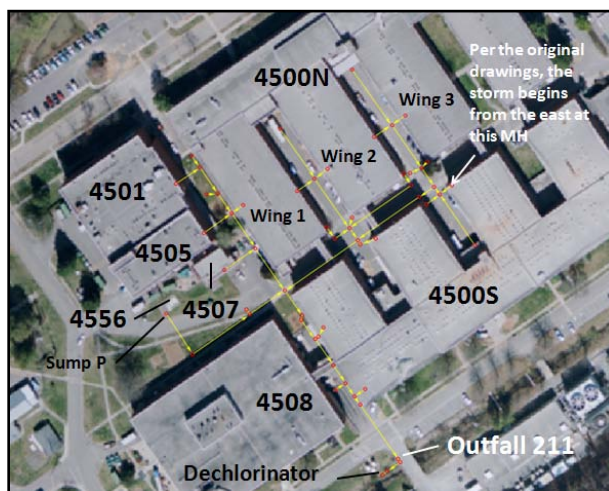 4500N
Per the original
drawings, the
storm begins
from the east at
this MH
Wing 3
Wing 2
4501
Wing 1
4505
4507
4500S
4556
Sump P
4508
Outfall 211
Dechlorinator